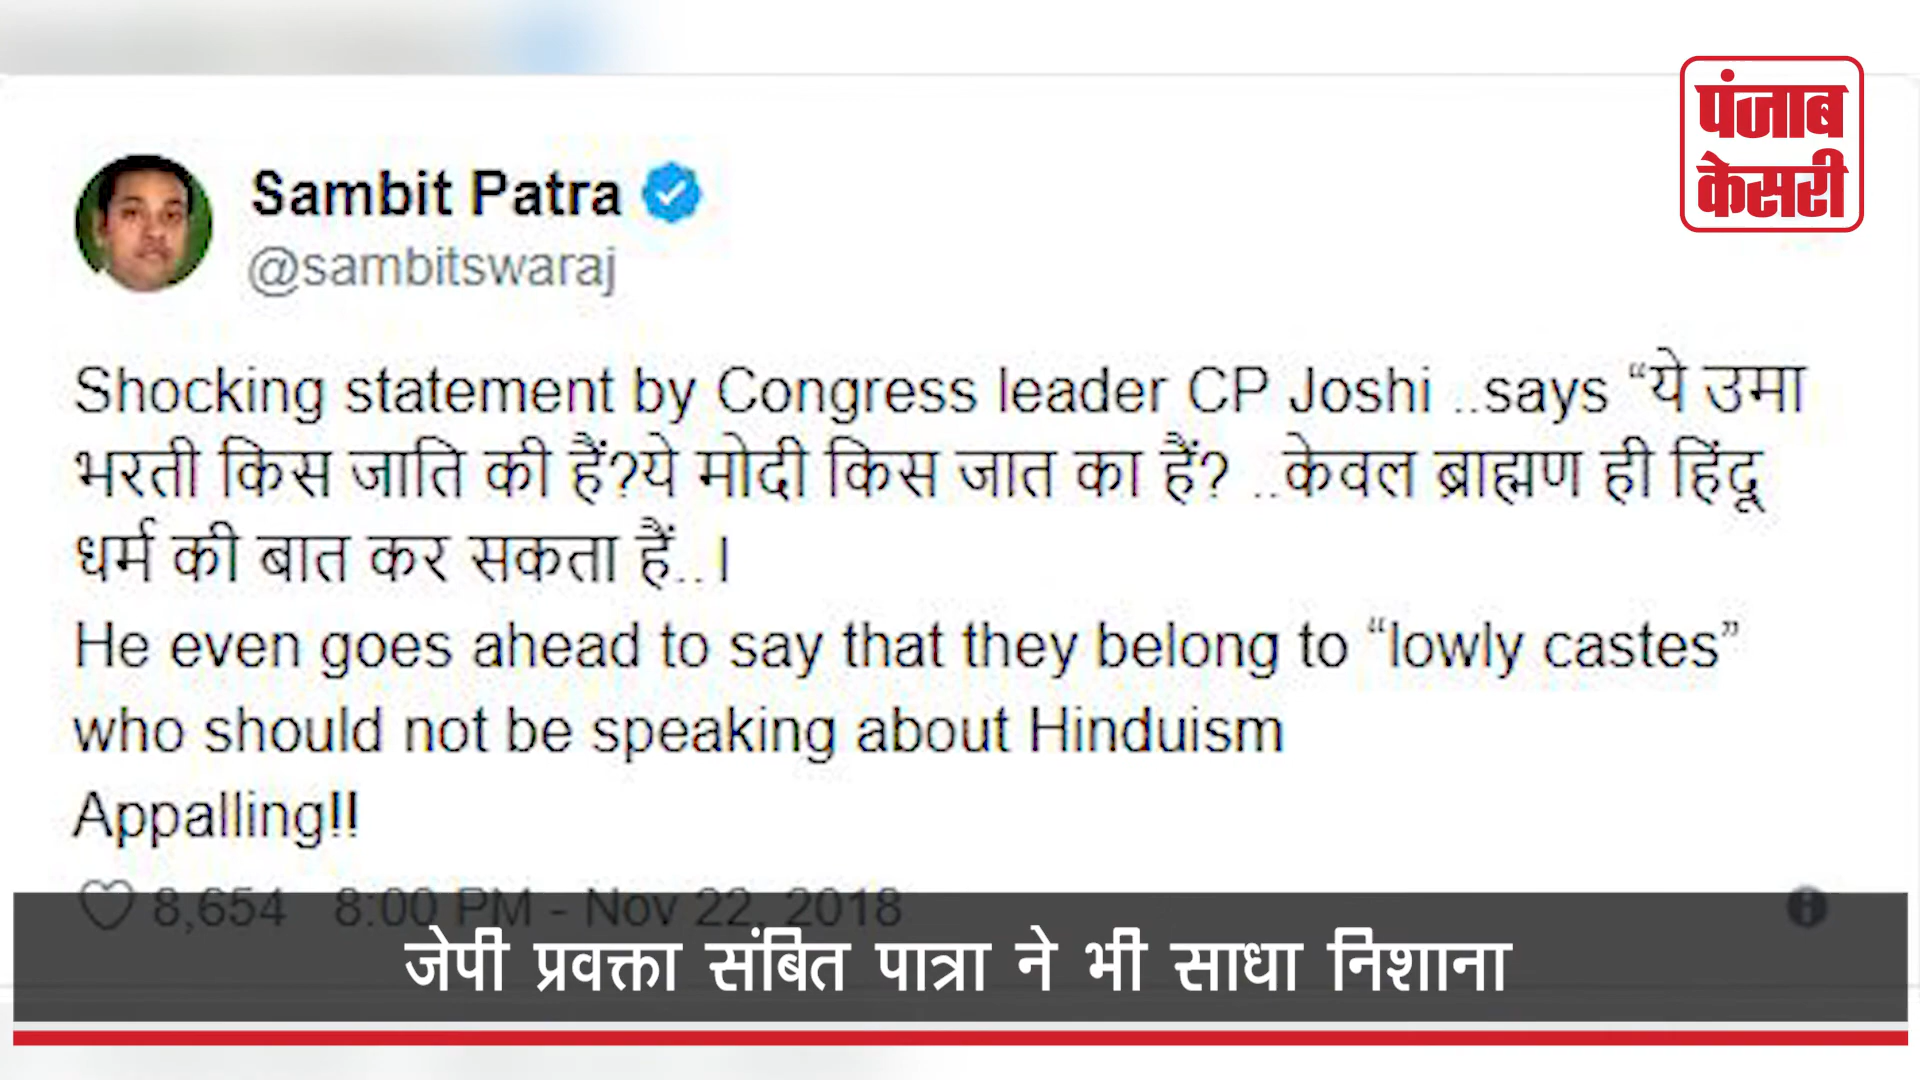 पंजाब
केसरी
Sambit Patra
@sambitswaraj
Shocking statement by Congress leader CP Joshi ..says “ये उमा
भरती किस जाति की हैं?ये मोदी किस जात का हैं? ..केवल ब्राह्मण ही हिंदू
धर्म की बात कर सकता हैं..।
He even goes ahead to say that they belong to “lowly castes”
who should not be speaking about Hinduism
Appalling!!
8,654 8:00 PM - Nov 22, 2018
जेपी प्रवक्ता संबित पात्रा ने भी साधा निशाना